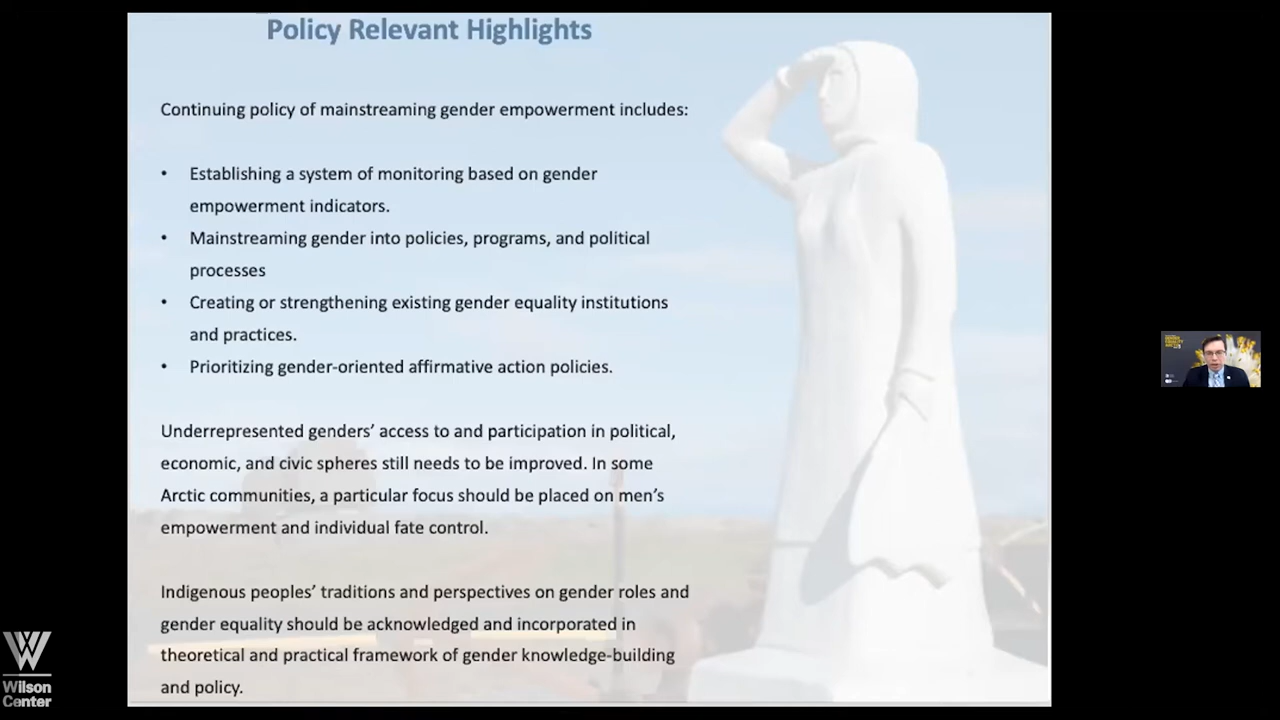 Policy Relevant Highlights
Continuing policy of mainstreaming gender empowerment includes:
• Establishing a system of monitoring based on gender
empowerment indicators.
• Mainstreaming gender into policies, programs, and political
processes
• Creating or strengthening existing gender equality institutions
and practices.
• Prioritizing gender-oriented affirmative action policies.
Underrepresented genders’ access to and participation in political,
economic, and civic spheres still needs to be improved. In some
Arctic communities, a particular focus should be placed on men’s
empowerment and individual fate control.
Indigenous peoples’ traditions and perspectives on gender roles and
gender equality should be acknowledged and incorporated in
theoretical and practical framework of gender knowledge-building
and policy.
Wilson
Center